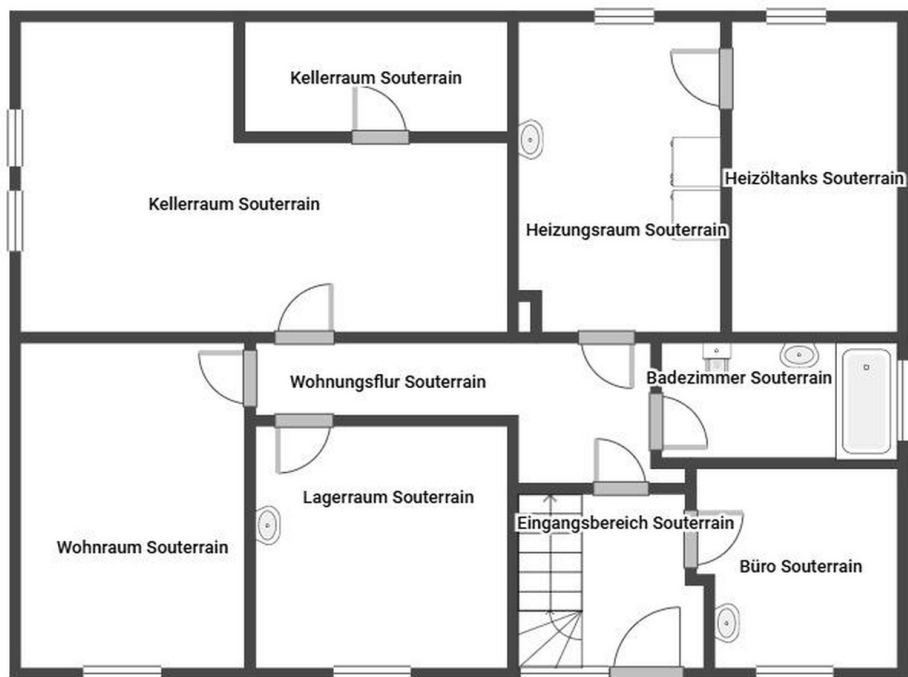 Kellerraum Souterrain
Kellerraum Souterrain
Heizungsraum Souterrain
Heizöltanks Souterrain
Wohnungsflur Souterrain
Badezimmer Souterrain
Wohnraum Souterrain
Lagerraum Souterrain
Eingangsbereich Souterrain
Büro Souterrain